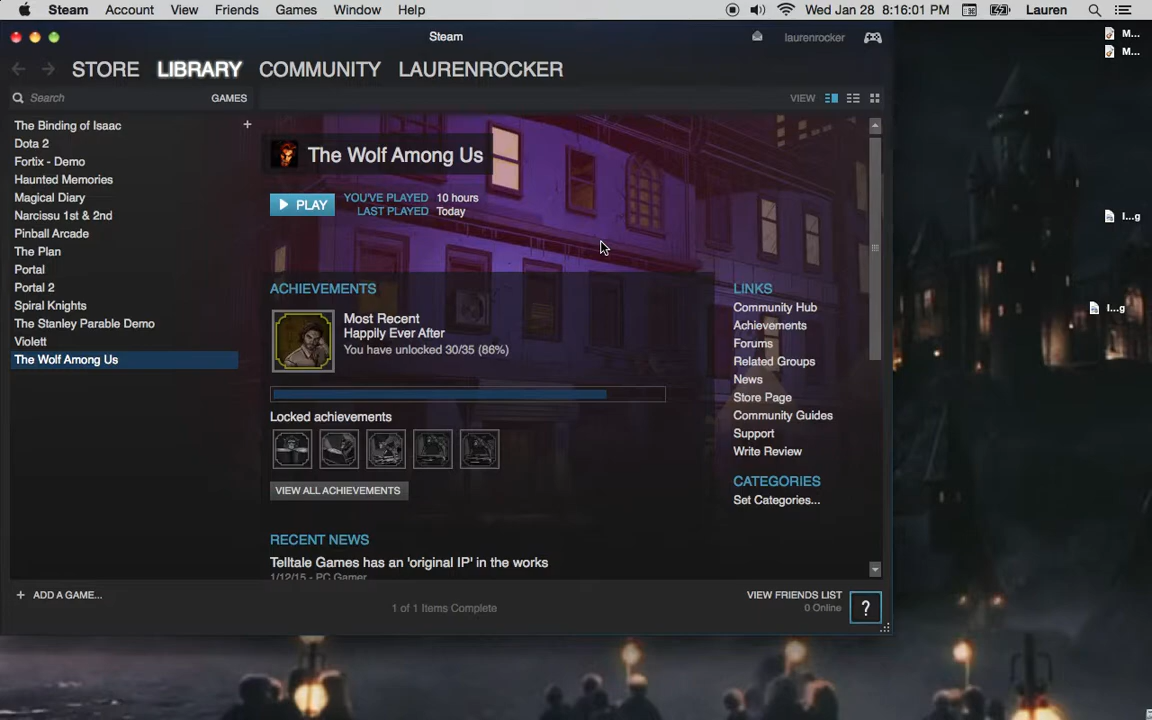 Steam Account View Friends Games Window Help Wed Jan 28 8:16:01 PM Lauren
Steam
laurenrocker
STORE LIBRARY COMMUNITY LAURENROCKER
Search GAMES VIEW
The Binding of Isaac +
Dota 2
Fortix - Demo
Haunted Memories
Magical Diary
Narcissu 1st & 2nd
Pinball Arcade
The Plan
Portal
Portal 2
Spiral Knights
The Stanley Parable Demo
Violett
The Wolf Among Us
The Wolf Among Us
PLAY
YOU'VE PLAYED 10 hours
LAST PLAYED Today
ACHIEVEMENTS
Most Recent
Happily Ever After
You have unlocked 30/35 (86%)
Locked achievements
VIEW ALL ACHIEVEMENTS
RECENT NEWS
Telltale Games has an 'original IP' in the works
1/12/15 - PC Gamer
LINKS
Community Hub
Achievements
Forums
Related Groups
News
Store Page
Community Guides
Support
Write Review
CATEGORIES
Set Categories...
+ ADD A GAME...
1 of 1 Items Complete
VIEW FRIENDS LIST
0 Online
?
M...
M...
I...g
I...g